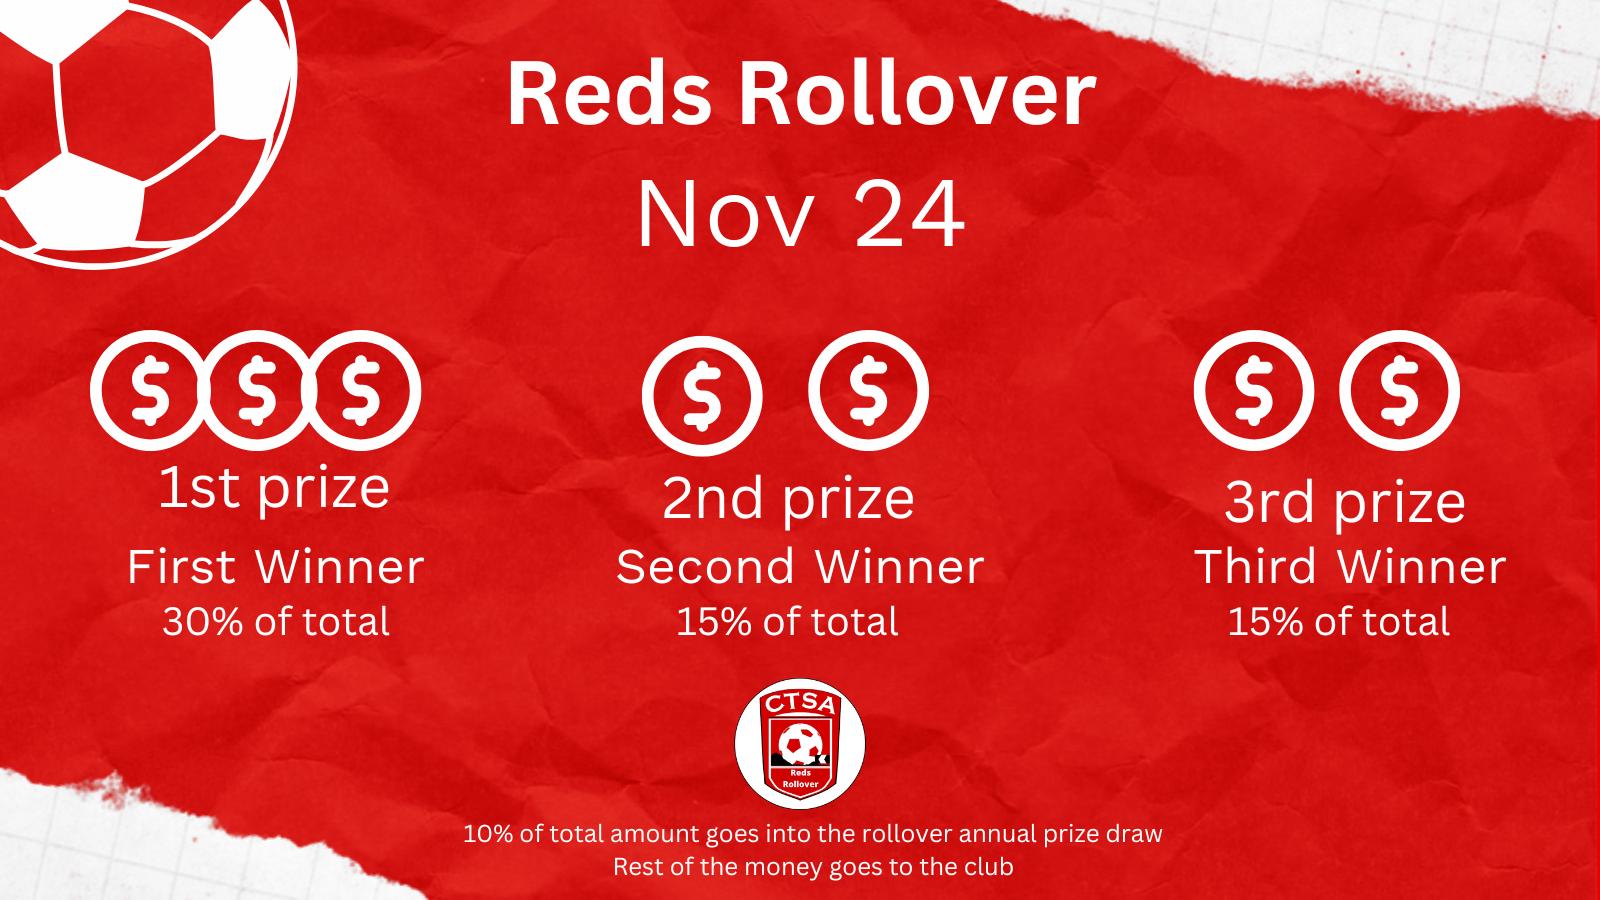 Reds Rollover
Nov 24
1st prize
First Winner
30% of total
2nd prize
Second Winner
15% of total
3rd prize
Third Winner
15% of total
CTSA
Reds
Rollover
10% of total amount goes into the rollover annual prize draw
Rest of the money goes to the club